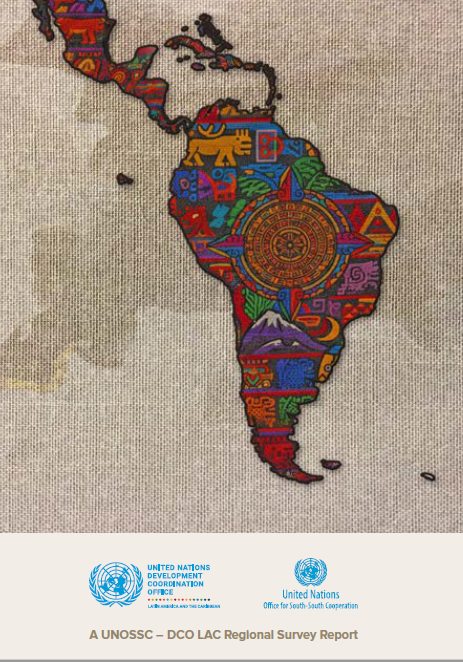 UNITED NATIONS
DEVELOPMENT
COORDINATION
OFFICE
LATIN AMERICA AND THE CARIBBEAN
United Nations
Office for South-South Cooperation
A UNOSSC – DCO LAC Regional Survey Report